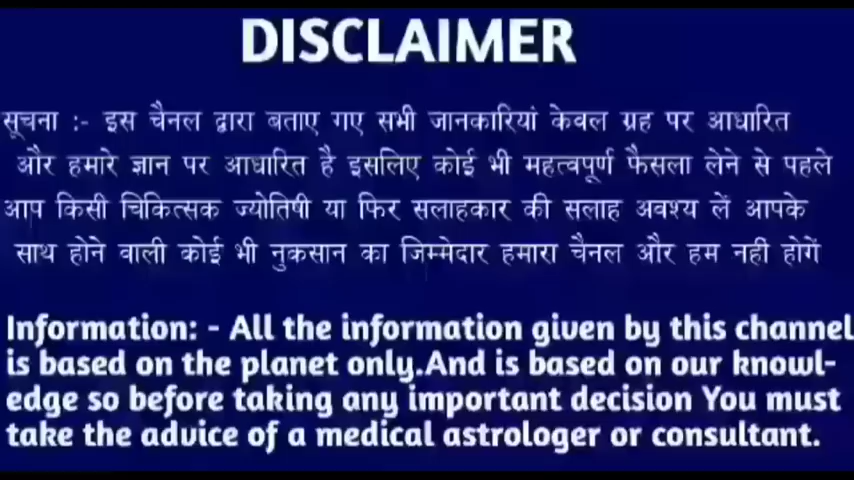 DISCLAIMER
सूचना :- इस चैनल द्वारा बताए गए सभी जानकारियां केवल ग्रह पर आधारित
और हमारे ज्ञान पर आधारित है इसलिए कोई भी महत्वपूर्ण फैसला लेने से पहले
आप किसी चिकित्सक ज्योतिषी या फिर सलाहकार की सलाह अवश्य लें आपके
साथ होने वाली कोई भी नुकसान का जिम्मेदार हमारा चैनल और हम नहीं होगें
Information: - All the information given by this channel
is based on the planet only.And is based on our knowl-
edge so before taking any important decision You must
take the advice of a medical astrologer or consultant.